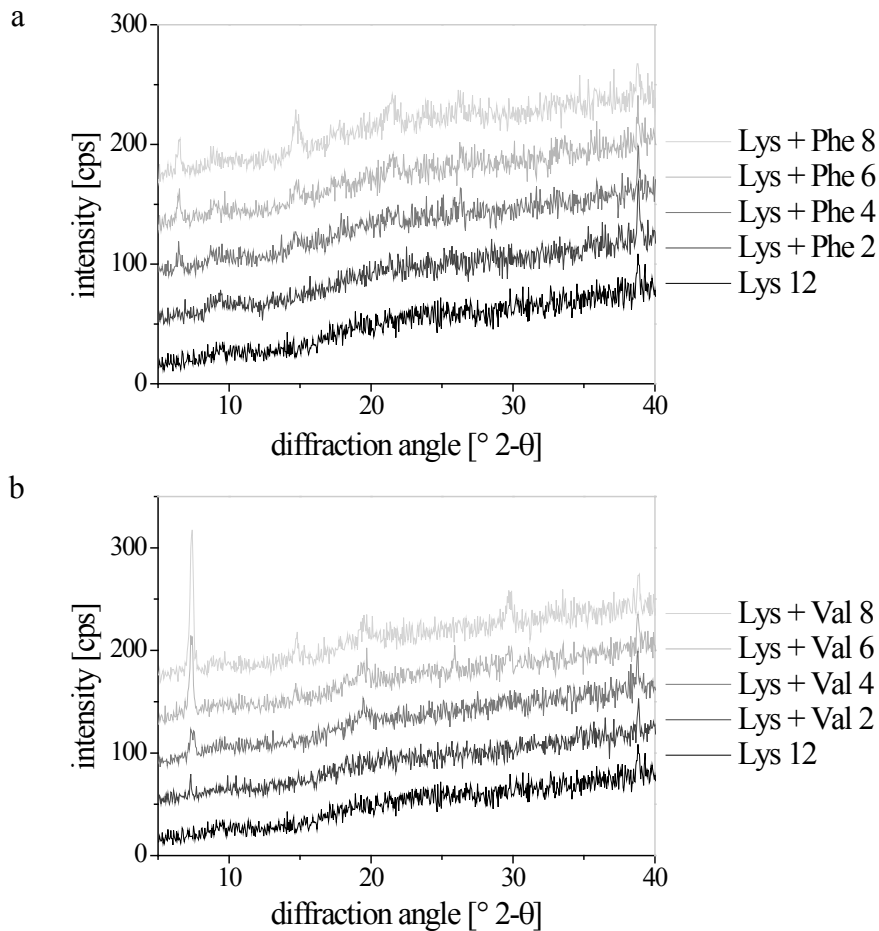 a
300
200
100
0
intensity [cps]
10 20 30 40
diffraction angle [° 2-θ]
Lys + Phe 8
Lys + Phe 6
Lys + Phe 4
Lys + Phe 2
Lys 12
b
300
200
100
0
intensity [cps]
10 20 30 40
diffraction angle [° 2-θ]
Lys + Val 8
Lys + Val 6
Lys + Val 4
Lys + Val 2
Lys 12